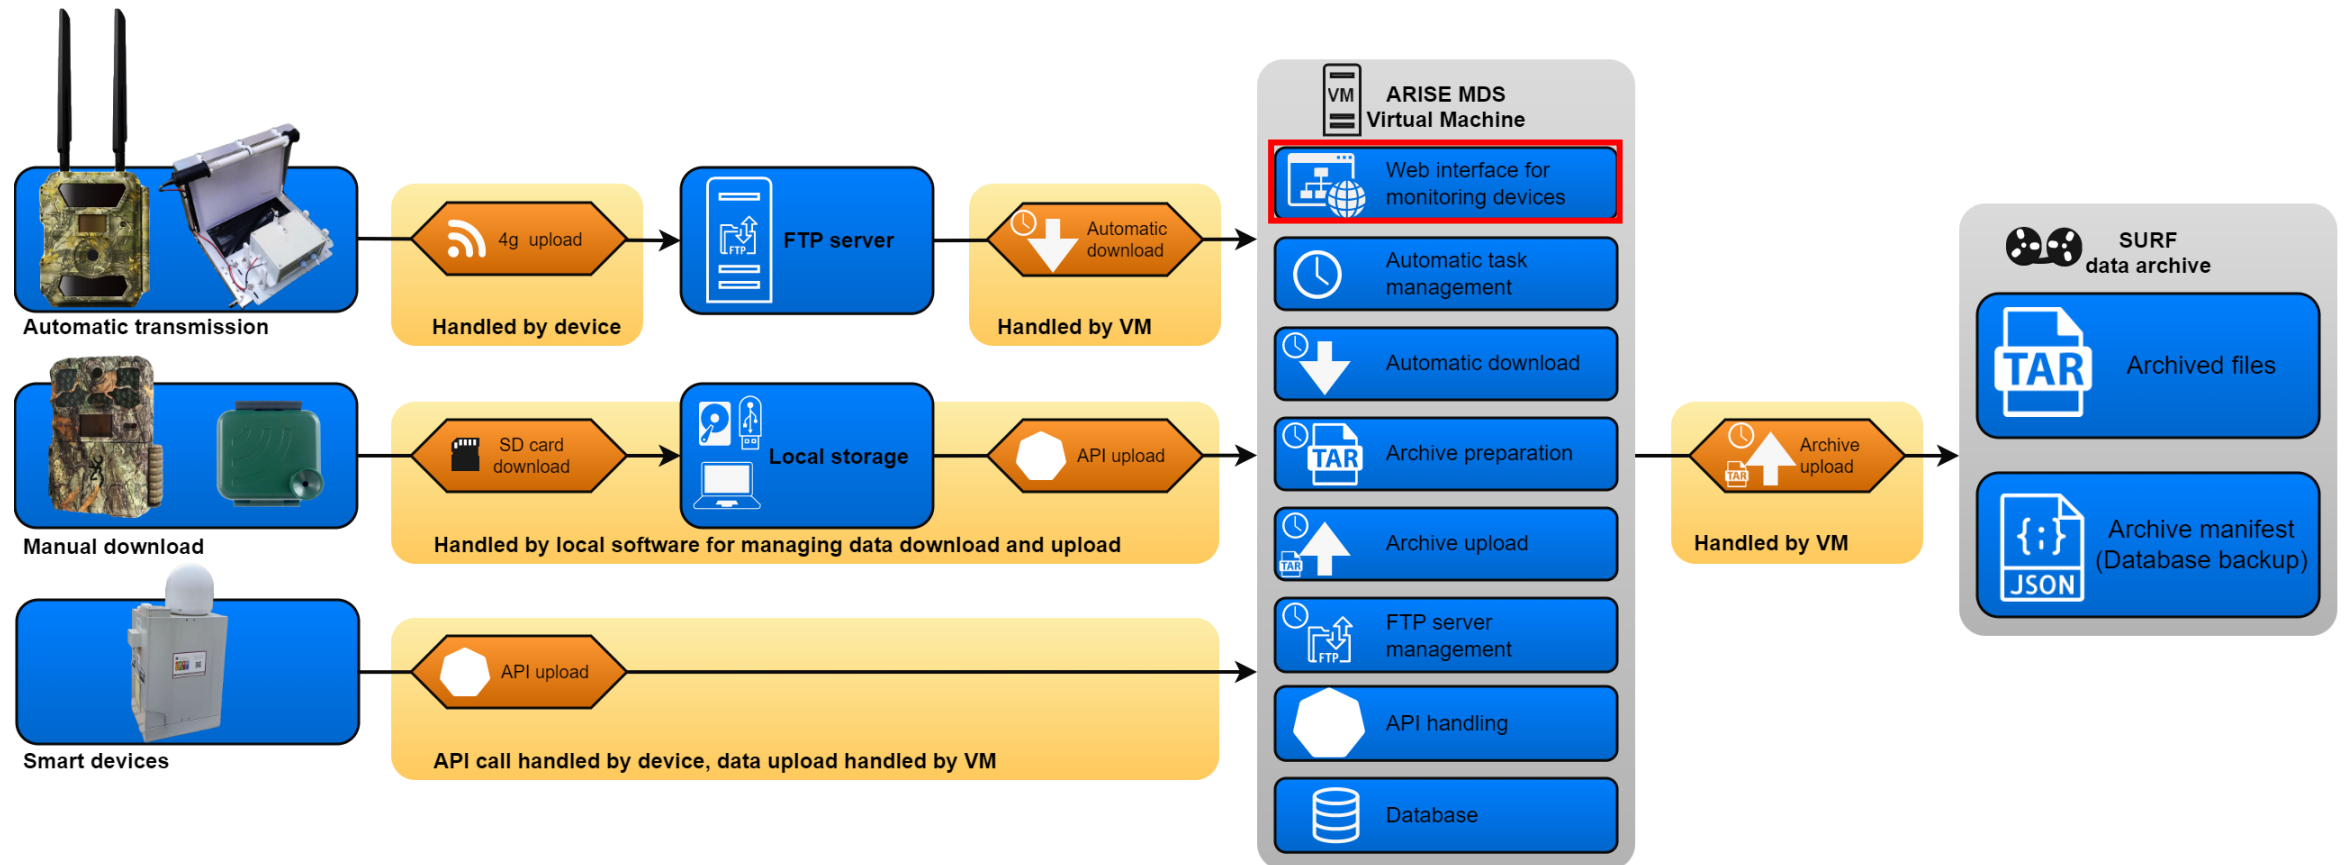 Automatic transmission
4g upload
Handled by device
FTP
FTP server
Automatic
download
Handled by VM
Manual download
SD card
download
Local storage
API upload
Handled by local software for managing data download and upload
Smart devices
API upload
API call handled by device, data upload handled by VM
VM
ARISE MDS
Virtual Machine
Web interface for
monitoring devices
Automatic task
management
Automatic download
TAR
Archive preparation
TAR
Archive upload
FTP
FTP server
management
API handling
Database
TAR
Archive
upload
Handled by VM
SURF
data archive
TAR
Archived files
{;}
JSON
Archive manifest
(Database backup)